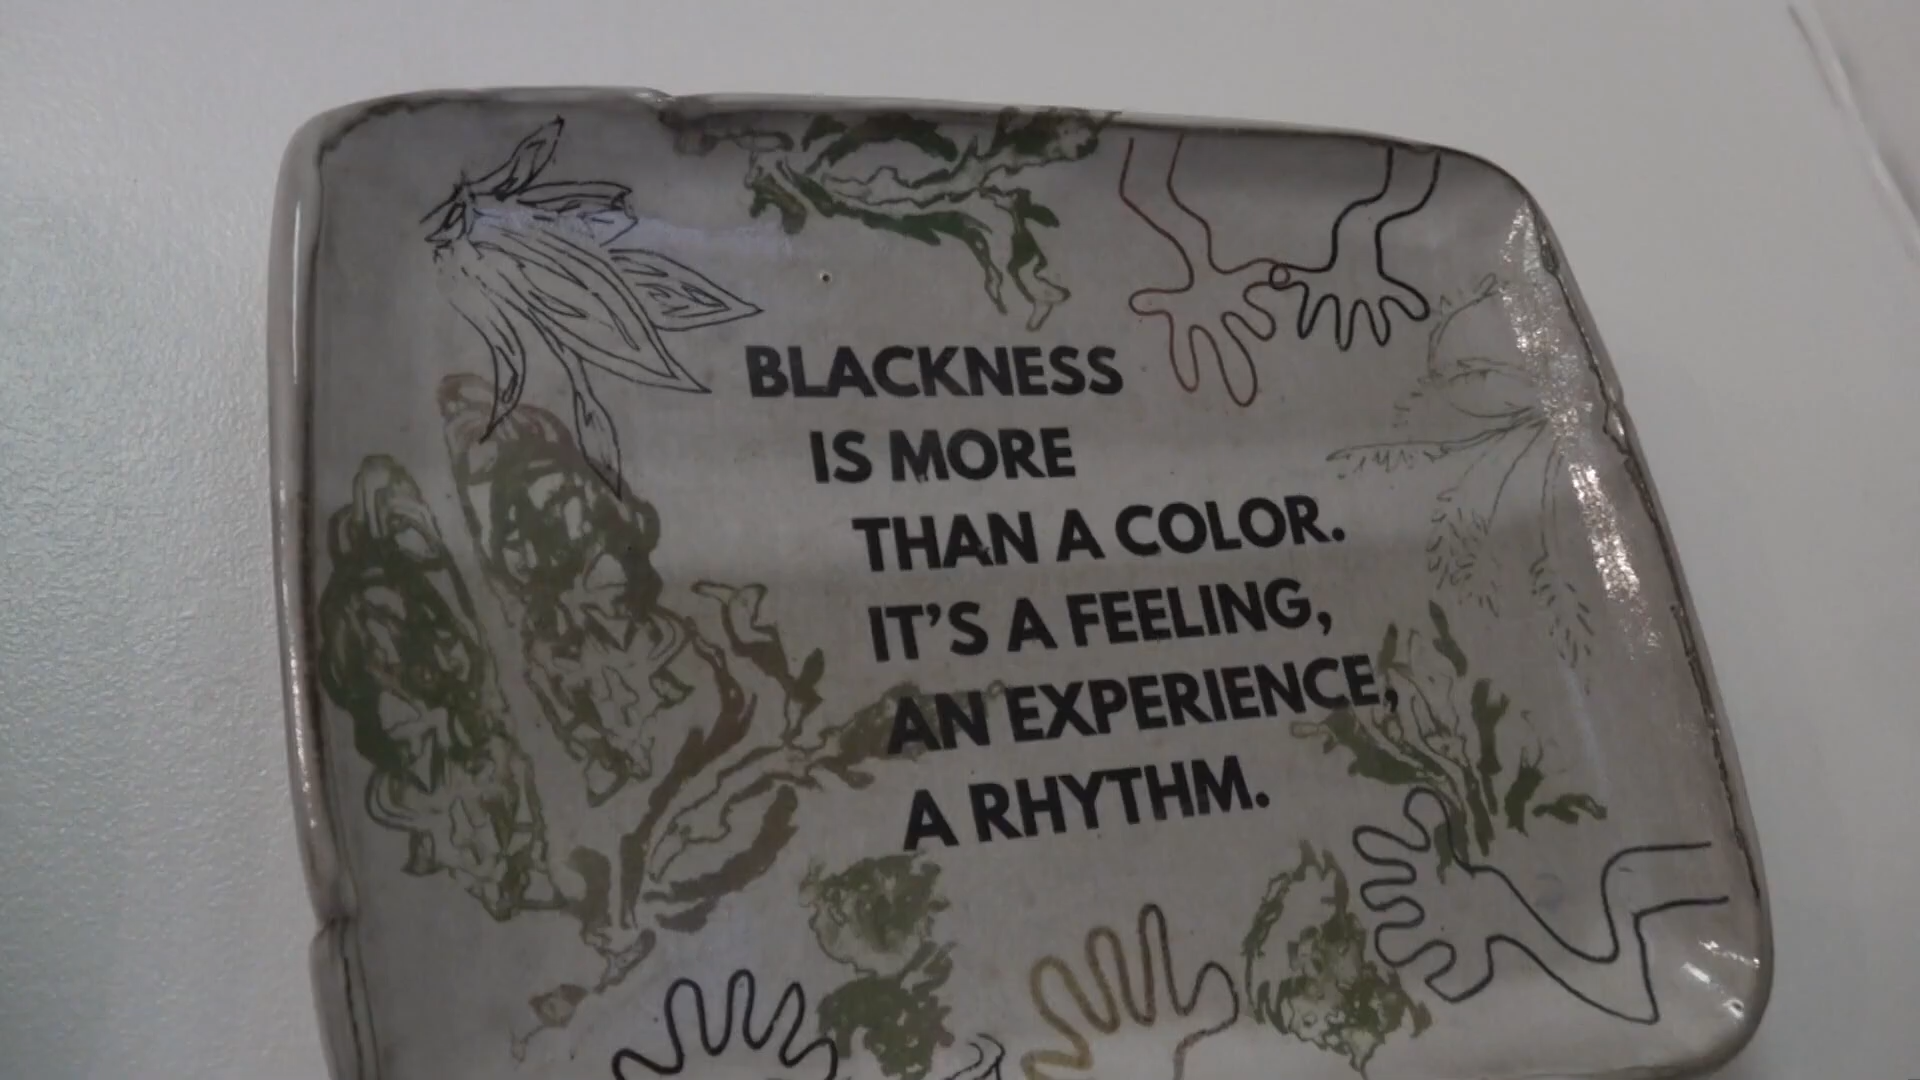 BLACKNESS
IS MORE
THAN A COLOR.
IT'S A FEELING,
AN EXPERIENCE,
A RHYTHM.